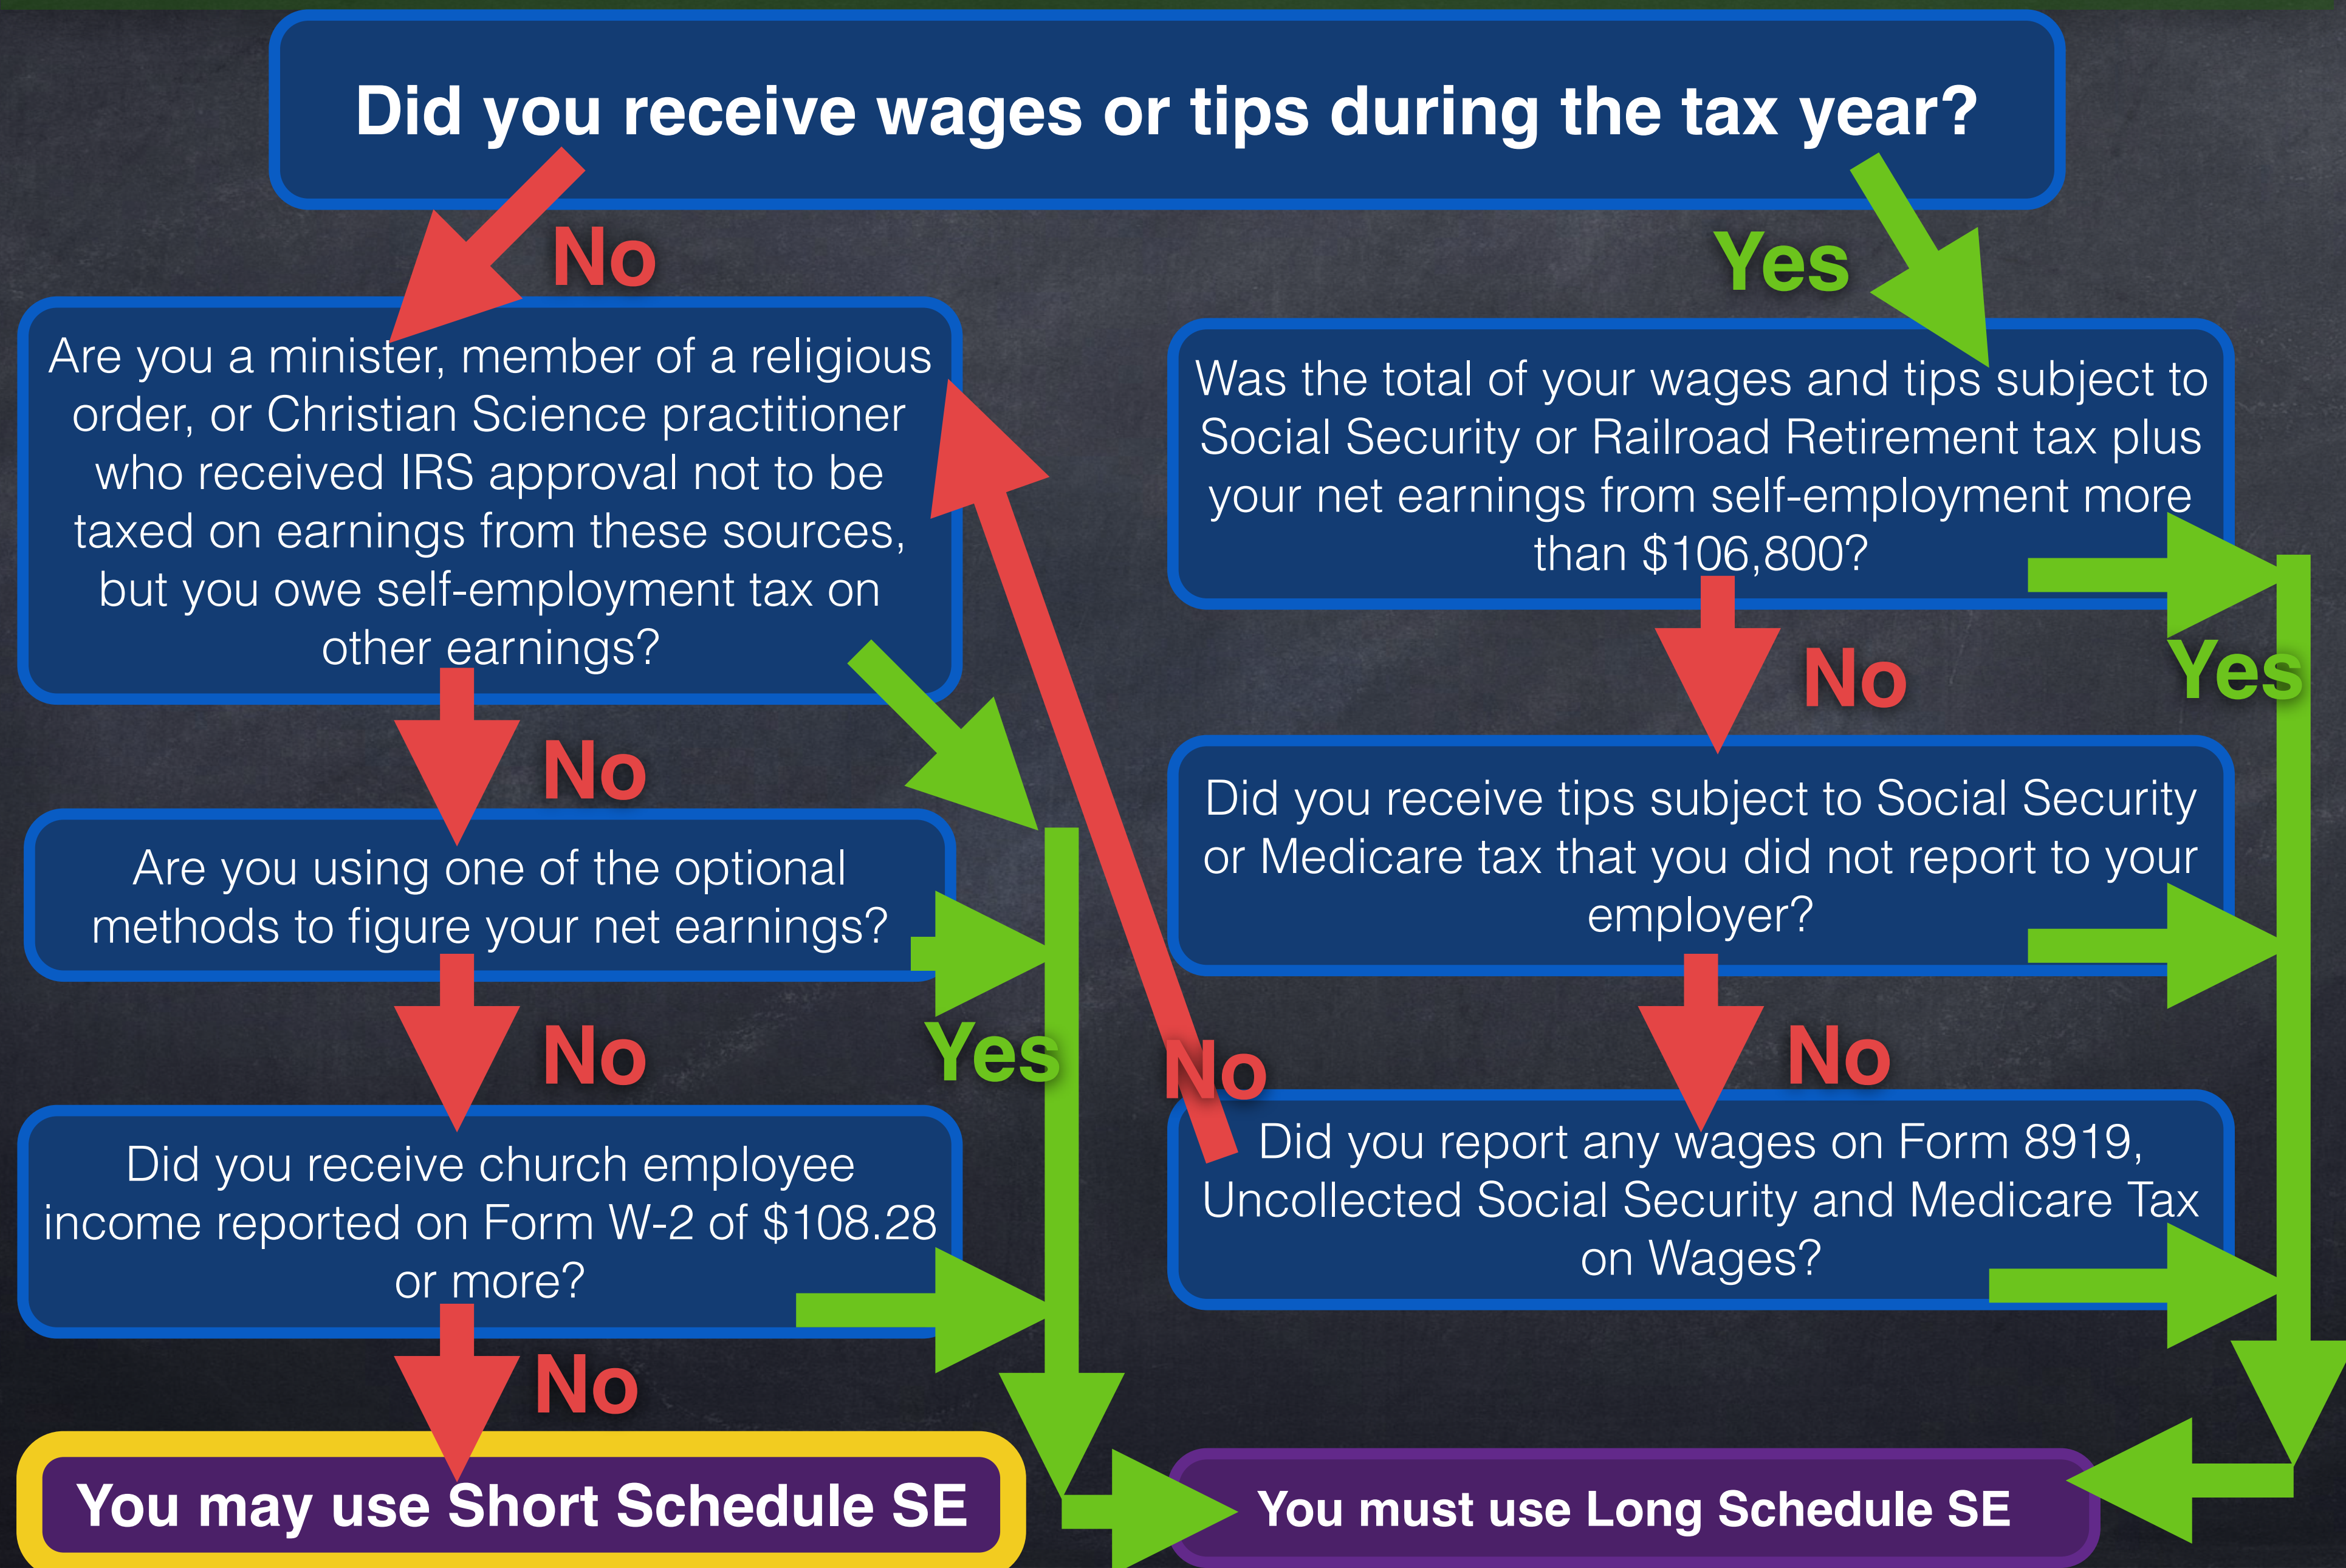 Did you receive wages or tips during the tax year?
No
Yes
Are you a minister, member of a religious
order, or Christian Science practitioner
who received IRS approval not to be
taxed on earnings from these sources,
but you owe self-employment tax on
other earnings?
Was the total of your wages and tips subject to
Social Security or Railroad Retirement tax plus
your net earnings from self-employment more
than $106,800?
No
Yes
No
Are you using one of the optional
methods to figure your net earnings?
Did you receive tips subject to Social Security
or Medicare tax that you did not report to your
employer?
No
Yes
No
No
Did you receive church employee
income reported on Form W-2 of $108.28
or more?
Did you report any wages on Form 8919,
Uncollected Social Security and Medicare Tax
on Wages?
No
You may use Short Schedule SE
You must use Long Schedule SE